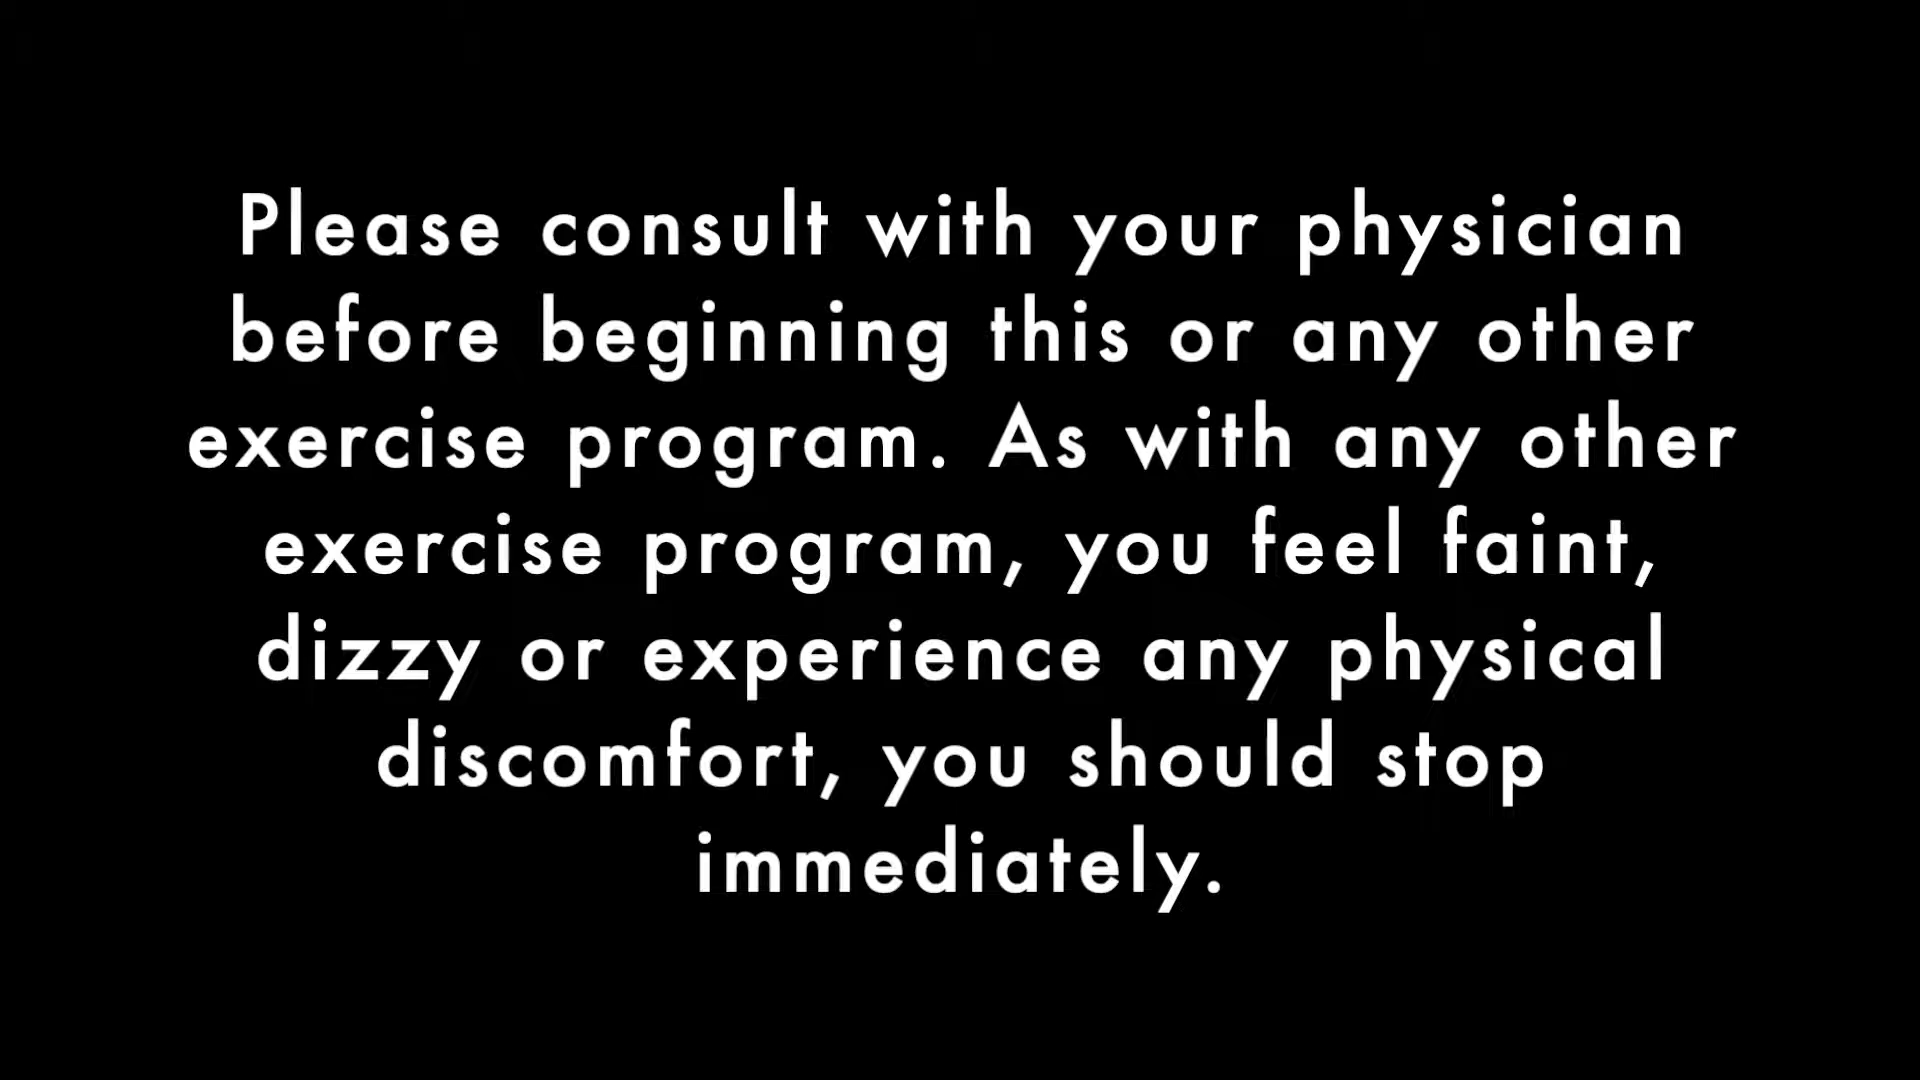 Please consult with your physician
before beginning this or any other
exercise program. As with any other
exercise program, you feel faint,
dizzy or experience any physical
discomfort, you should stop
immediately.